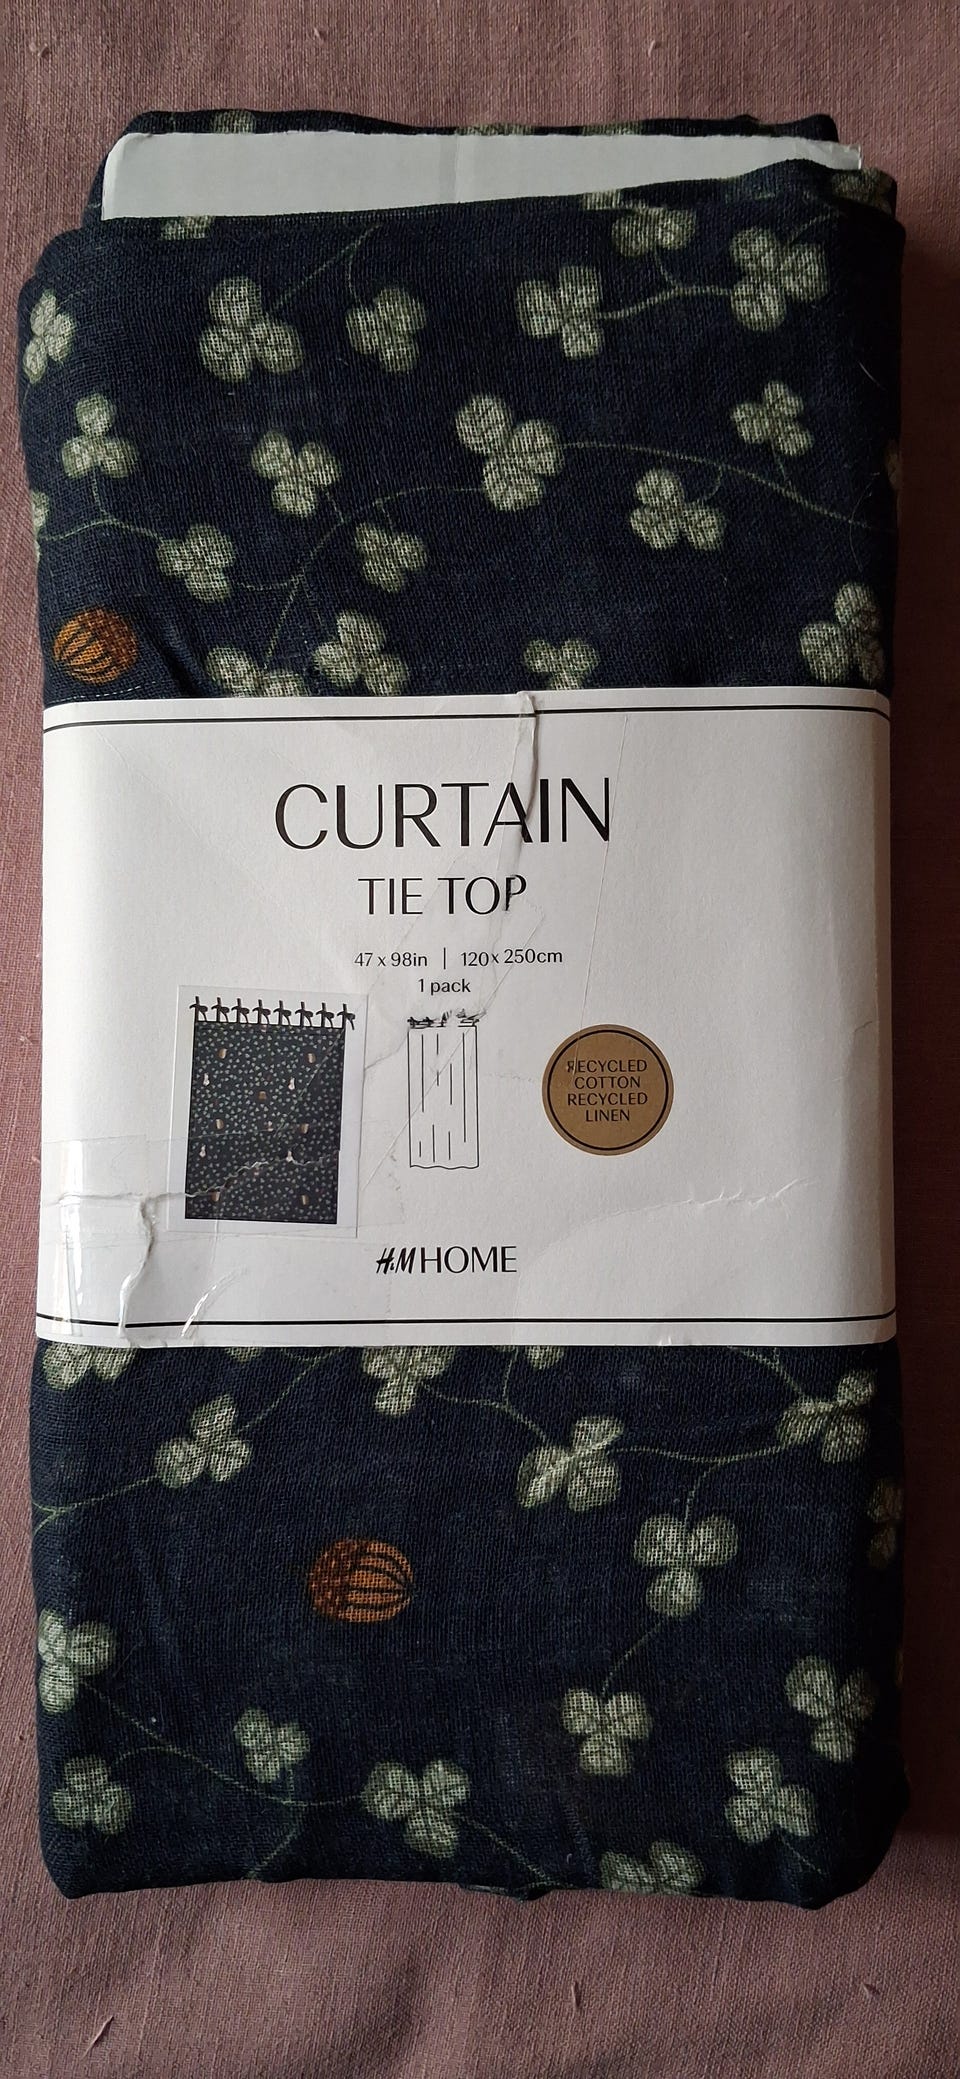 CURTAIN
TIE TOP
47 x 98in | 120 x 250cm
1 pack
RECYCLED
COTTON
RECYCLED
LINEN
H&M HOME